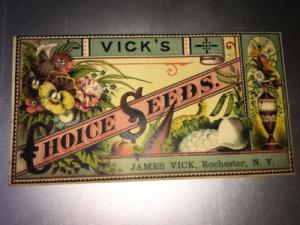 VICK'S
CHOICE SEEDS.
JAMES VICK, Rochester, N. Y.